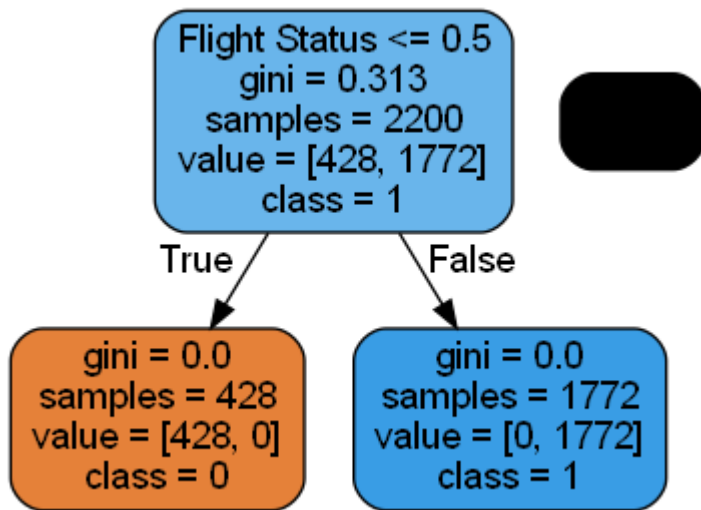 Flight Status <= 0.5
gini = 0.313
samples = 2200
value = [428, 1772]
class = 1
True
False
gini = 0.0
samples = 428
value = [428, 0]
class = 0
gini = 0.0
samples = 1772
value = [0, 1772]
class = 1